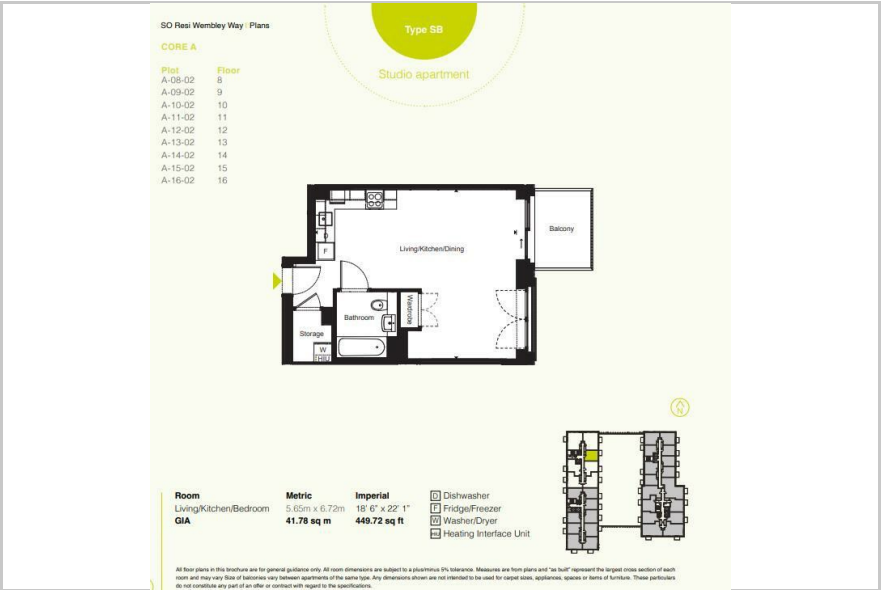 SO Resi Wembley Way | Plans
Type SB
Studio apartment
CORE A
Plot Floor
A-08-02 8
A-09-02 9
A-10-02 10
A-11-02 11
A-12-02 12
A-13-02 13
A-14-02 14
A-15-02 15
A-16-02 16
Living/Kitchen/Dining
Balcony
D
F
Bathroom
Wardrobe
Storage
W
HIU
N
Room Metric Imperial
Living/Kitchen/Bedroom 5.65m x 6.72m 18' 6" x 22' 1"
GIA 41.78 sq m 449.72 sq ft
D Dishwasher
F Fridge/Freezer
W Washer/Dryer
HIU Heating Interface Unit
All floor plans in this brochure are for general guidance only. All room dimensions are subject to a plus/minus 5% tolerance. Measures are from plans and "as built" represent the largest cross section of each
room and may vary Size of balconies vary between apartments of the same type. Any dimensions shown are not intended to be used for carpet sizes, appliances, spaces or items of furniture. These particulars
do not constitute any part of an offer or contract with regard to the specifications.